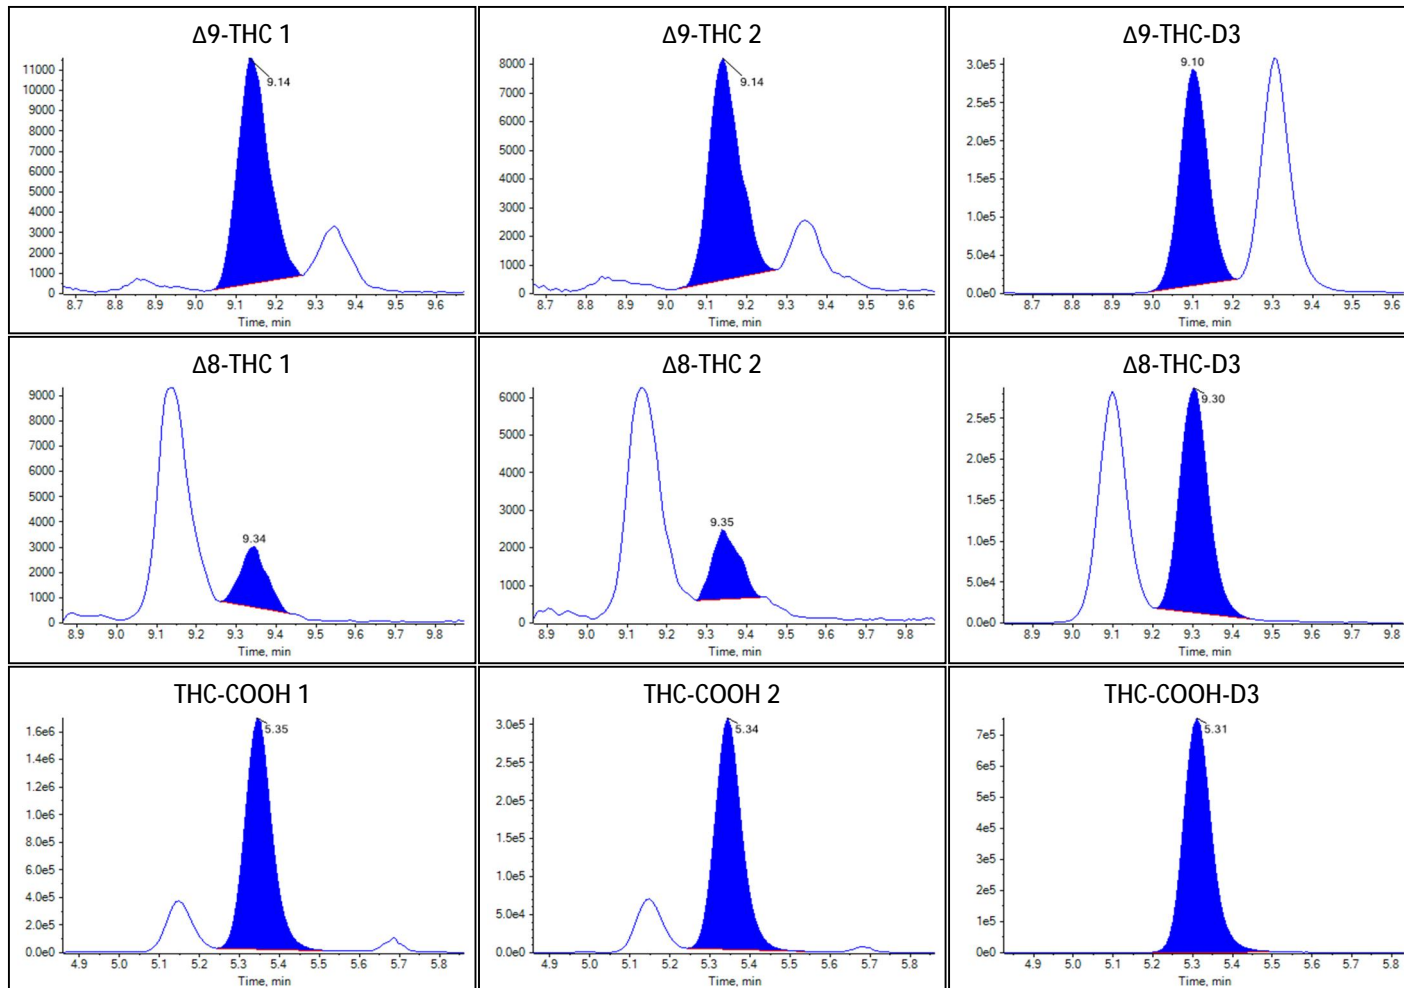 Δ9-THC 1
11000
10000
9000
8000
7000
6000
5000
4000
3000
2000
1000
0
9.14
8.7 8.8 8.9 9.0 9.1 9.2 9.3 9.4 9.5 9.6
Time, min
Δ9-THC 2
8000
7000
6000
5000
4000
3000
2000
1000
0
9.14
8.7 8.8 8.9 9.0 9.1 9.2 9.3 9.4 9.5 9.6
Time, min
Δ9-THC-D3
3.0e5
2.5e5
2.0e5
1.5e5
1.0e5
5.0e4
0.0e0
9.10
8.7 8.8 8.9 9.0 9.1 9.2 9.3 9.4 9.5 9.6
Time, min
Δ8-THC 1
9000
8000
7000
6000
5000
4000
3000
2000
1000
0
9.34
8.9 9.0 9.1 9.2 9.3 9.4 9.5 9.6 9.7 9.8
Time, min
Δ8-THC 2
6000
5000
4000
3000
2000
1000
0
9.35
8.9 9.0 9.1 9.2 9.3 9.4 9.5 9.6 9.7 9.8
Time, min
Δ8-THC-D3
2.5e5
2.0e5
1.5e5
1.0e5
5.0e4
0.0e0
9.30
8.9 9.0 9.1 9.2 9.3 9.4 9.5 9.6 9.7 9.8
Time, min
THC-COOH 1
1.6e6
1.4e6
1.2e6
1.0e6
8.0e5
6.0e5
4.0e5
2.0e5
0.0e0
5.35
4.9 5.0 5.1 5.2 5.3 5.4 5.5 5.6 5.7 5.8
Time, min
THC-COOH 2
3.0e5
2.5e5
2.0e5
1.5e5
1.0e5
5.0e4
0.0e0
5.34
4.9 5.0 5.1 5.2 5.3 5.4 5.5 5.6 5.7 5.8
Time, min
THC-COOH-D3
7e5
6e5
5e5
4e5
3e5
2e5
1e5
0e0
5.31
4.9 5.0 5.1 5.2 5.3 5.4 5.5 5.6 5.7 5.8
Time, min